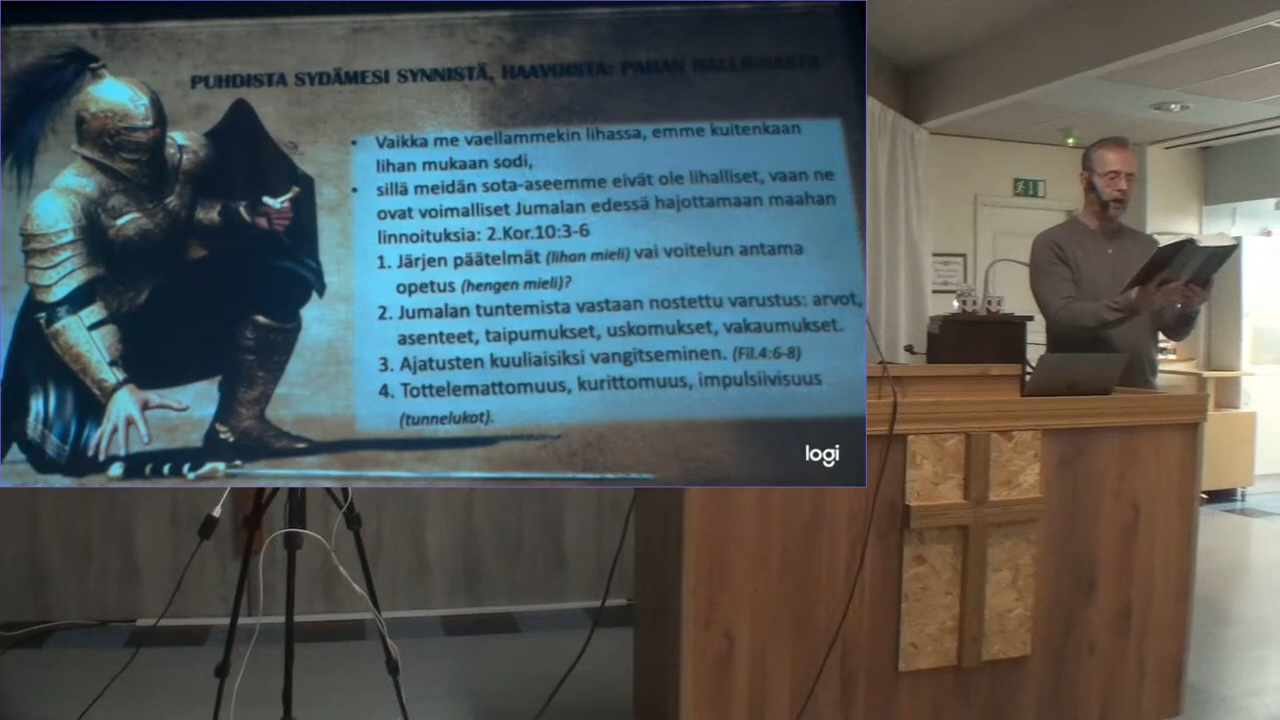 PUHDISTA SYDÄMESI SYNNISTÄ, HAAVOISTA: PAHAN HALLINNASTA
• Vaikka me vaellammekin lihassa, emme kuitenkaan
lihan mukaan sodi,
• sillä meidän sota-aseemme eivät ole lihalliset, vaan ne
ovat voimalliset Jumalan edessä hajottamaan maahan
linnoituksia: 2.Kor.10:3-6
1. Järjen päätelmät (lihan mieli) vai voitelun antama
opetus (hengen mieli)?
2. Jumalan tuntemista vastaan nostettu varustus: arvot,
asenteet, taipumukset, uskomukset, vakaumukset.
3. Ajatusten kuuliaisiksi vangitseminen. (Fil.4:6-8)
4. Tottelemattomuus, kurittomuus, impulsiivisuus
(tunnelukot).
logi